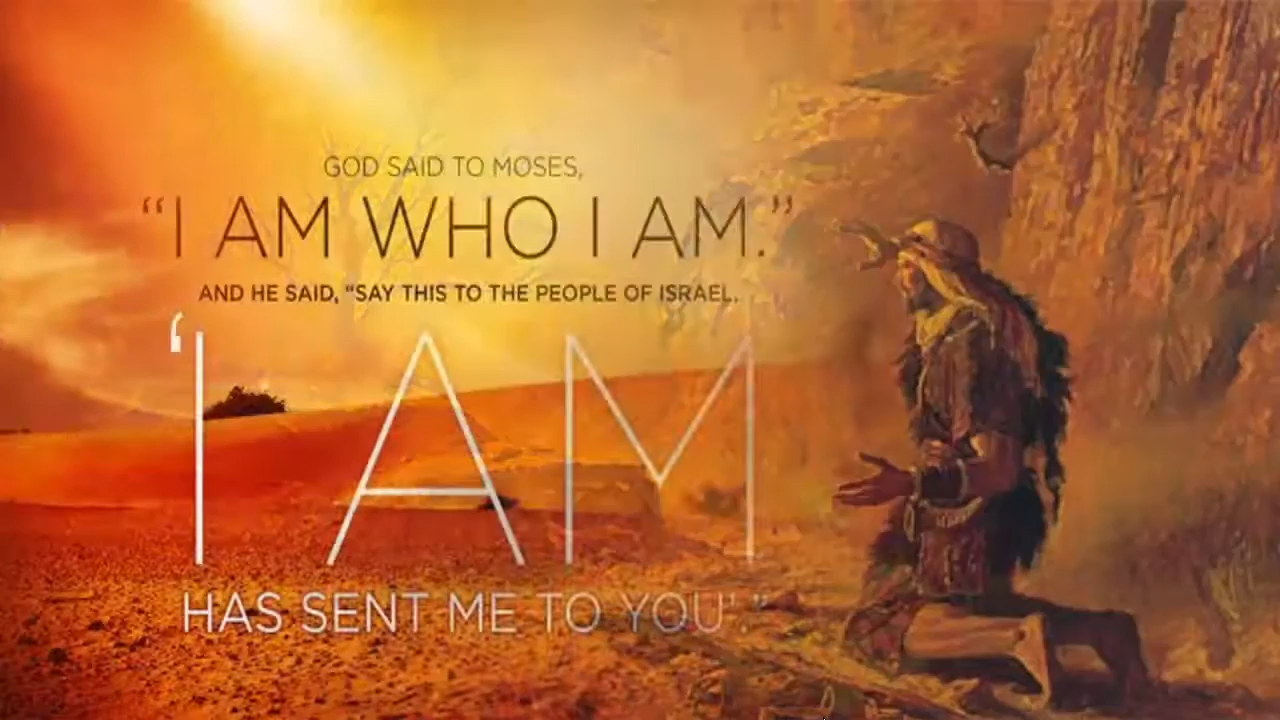 GOD SAID TO MOSES,
“I AM WHO I AM.”
AND HE SAID, “SAY THIS TO THE PEOPLE OF ISRAEL.
‘I AM
HAS SENT ME TO YOU’.”